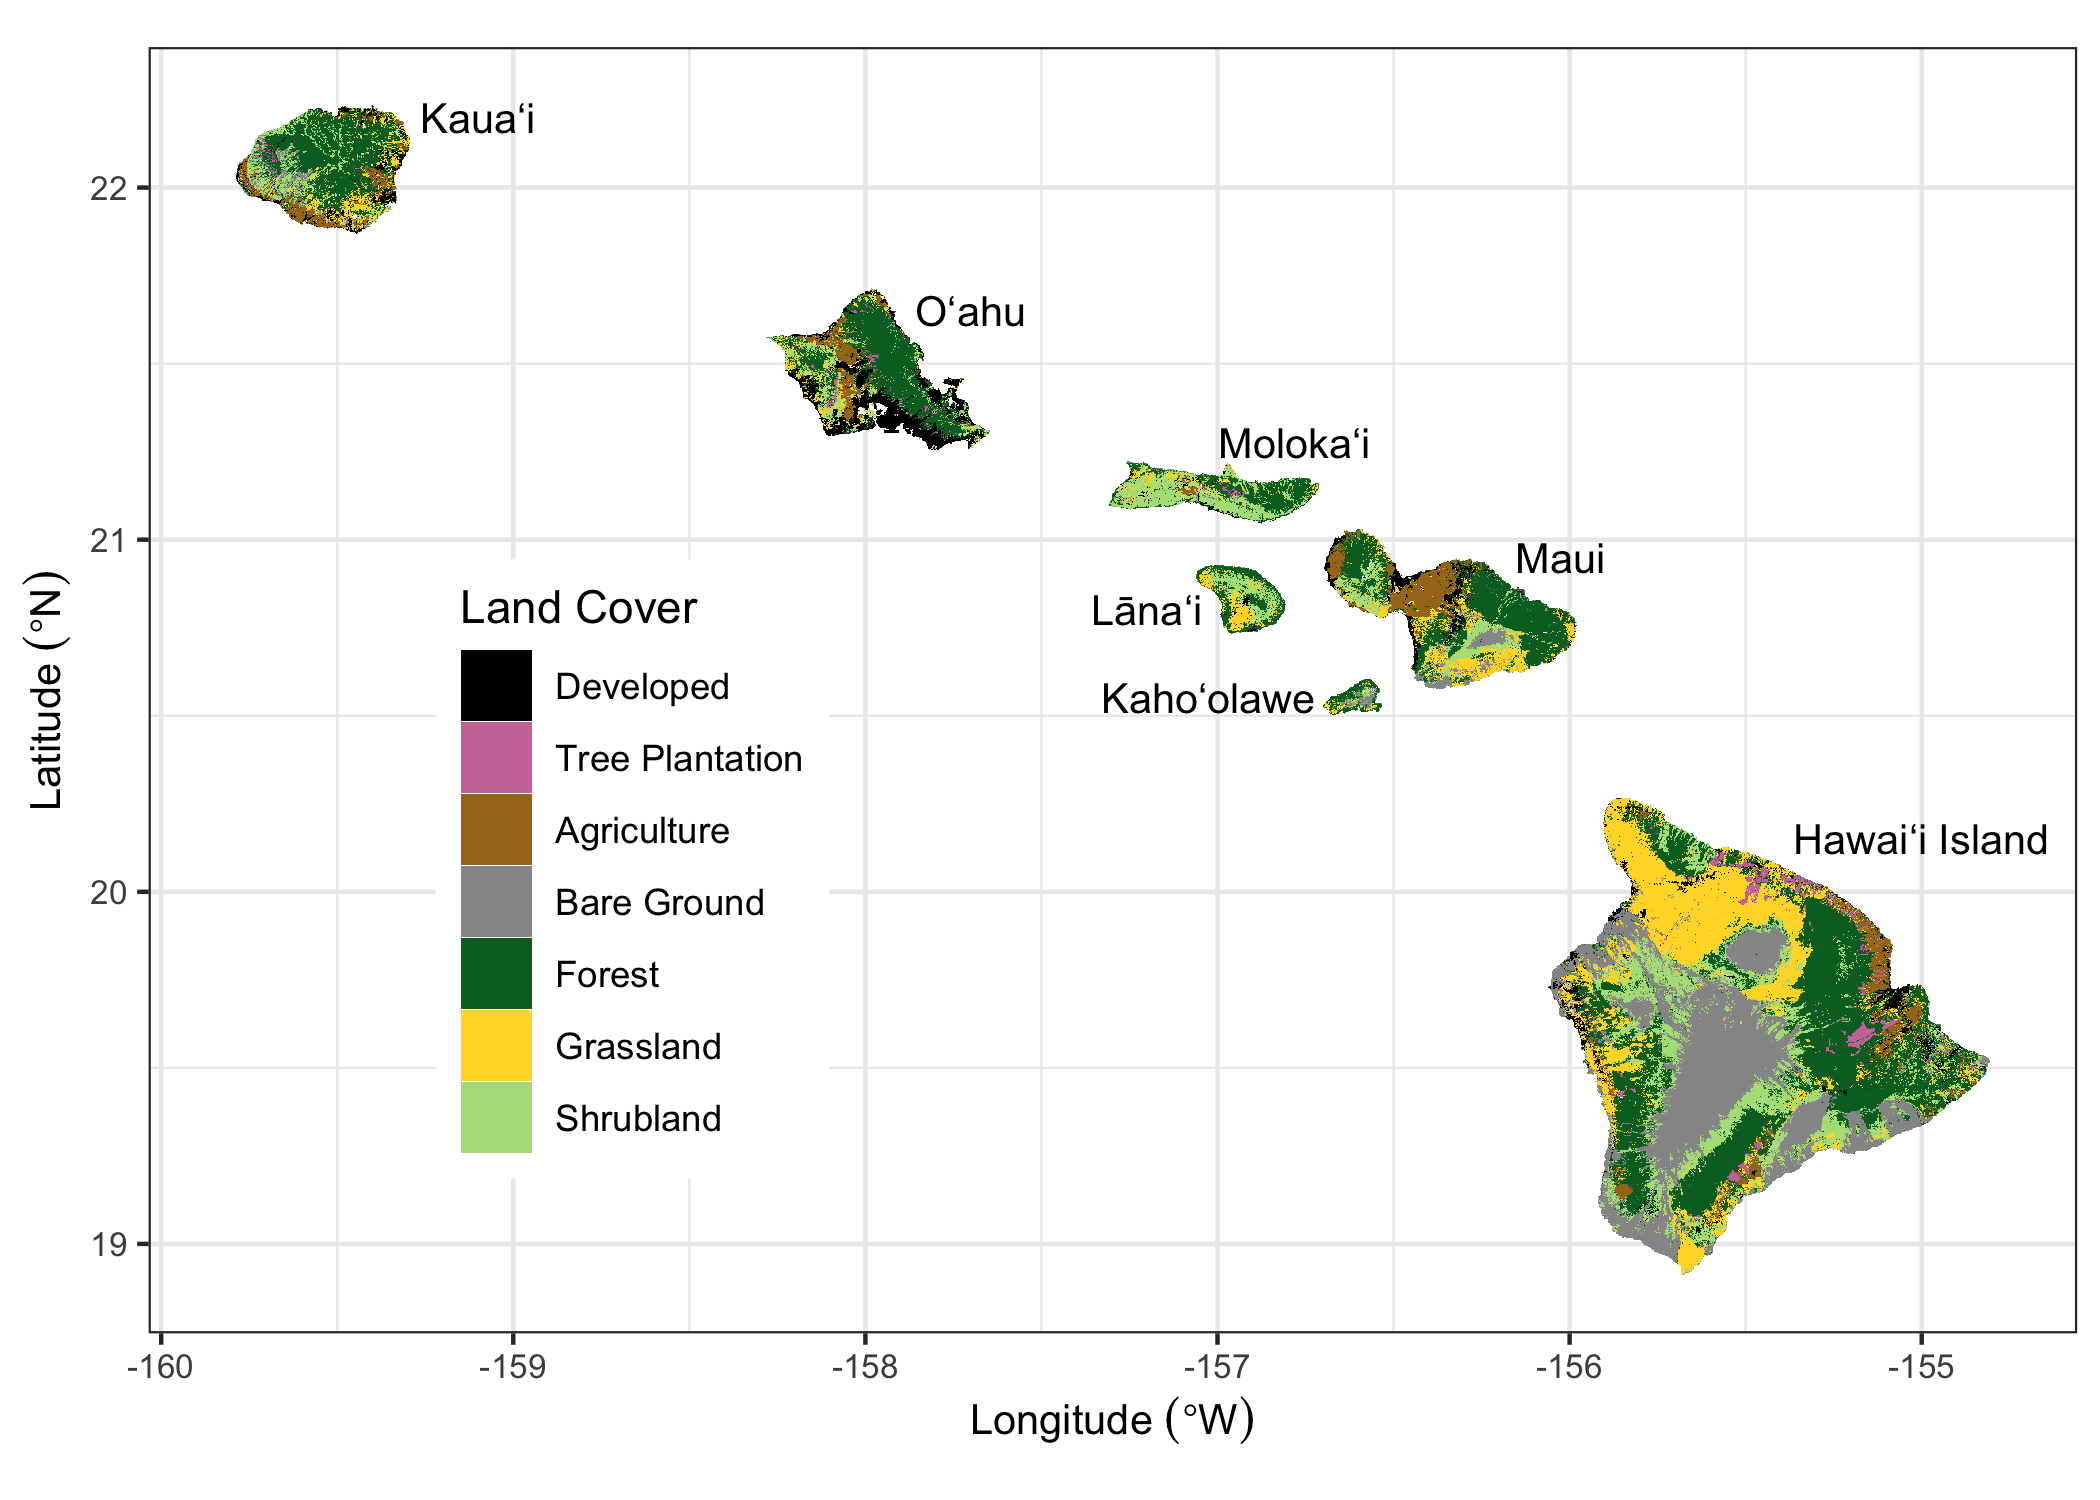 Kauaʻi
Oʻahu
Molokaʻi
Maui
Lānaʻi
Kahoʻolawe
Hawaiʻi Island
Land Cover
Developed
Tree Plantation
Agriculture
Bare Ground
Forest
Grassland
Shrubland
22
21
20
19
Latitude (°N)
-160
-159
-158
-157
-156
-155
Longitude (°W)